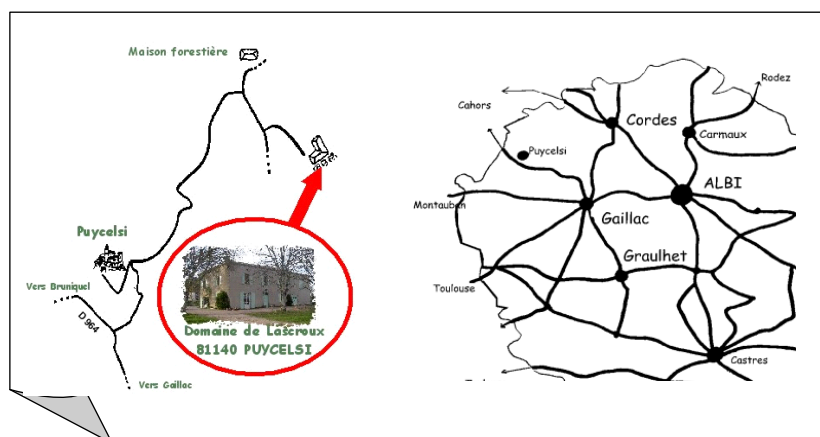 Maison forestière
Puycelsi
Vers Bruniquel
D 964
Vers Gaillac
Domaine de Lascroux
81140 PUYCELSI
Rodez
Cahors
Cordes
Carmaux
Puycelsi
ALBI
Montauban
Gaillac
Graulhet
Toulouse
Castres